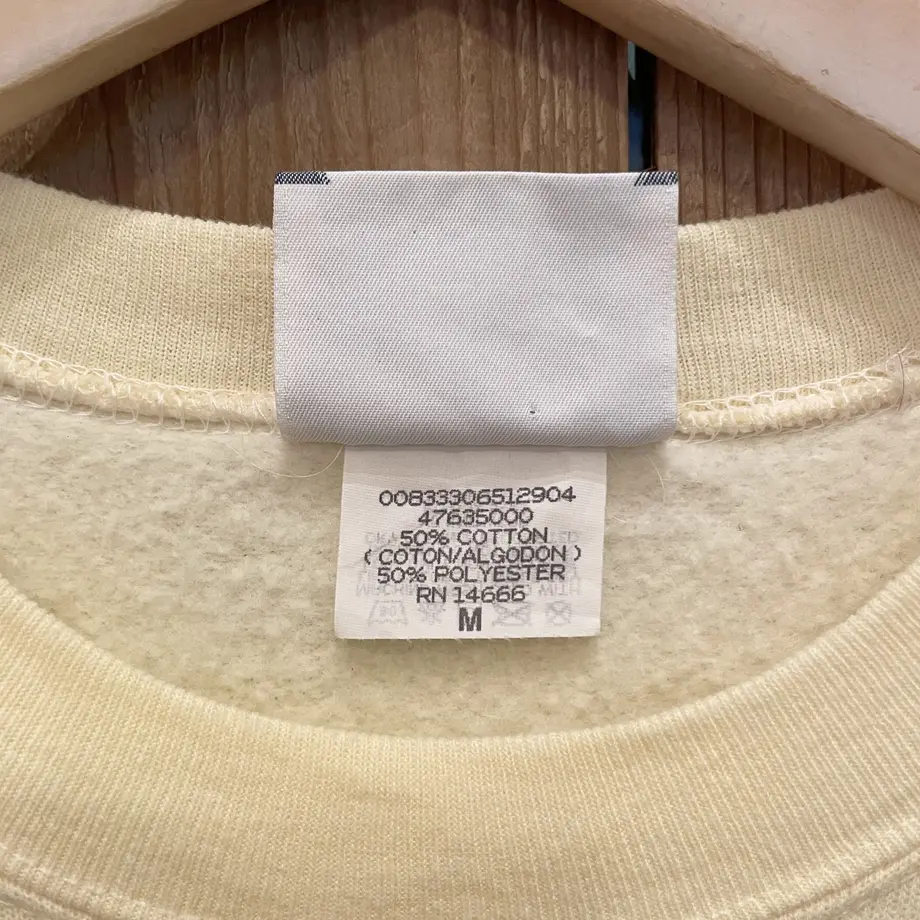 00833306512904
47635000
50% COTTON
( COTON/ALGODON )
50% POLYESTER
RN 14666
M